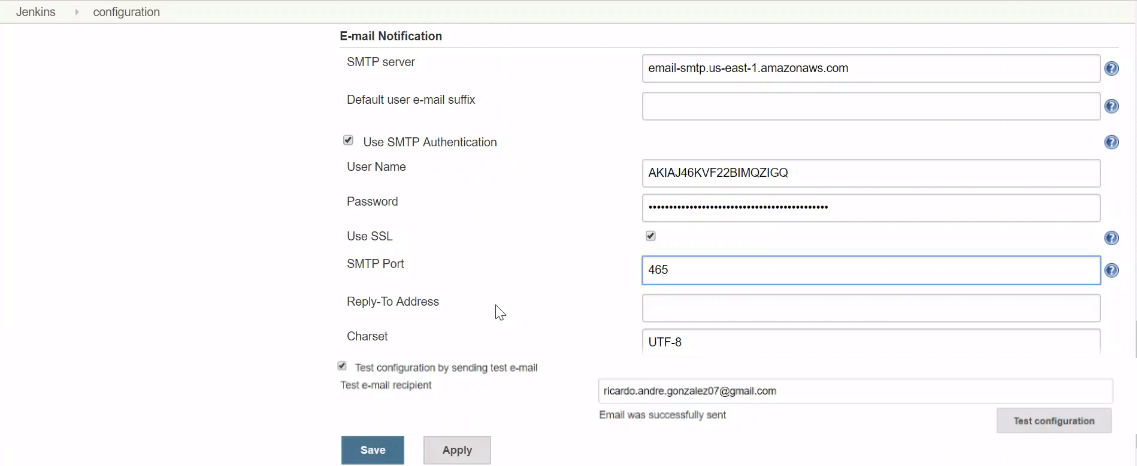 Jenkins configuration
E-mail Notification
SMTP server
email-smtp.us-east-1.amazonaws.com
Default user e-mail suffix
Use SMTP Authentication
User Name
AKIAJ46KVF22BIMQZIGQ
Password
••••••••••••••••••••••••••••••••••••••••••••
Use SSL
SMTP Port
465
Reply-To Address
Charset
UTF-8
Test configuration by sending test e-mail
Test e-mail recipient
ricardo.andre.gonzalez07@gmail.com
Email was successfully sent
Test configuration
Save Apply